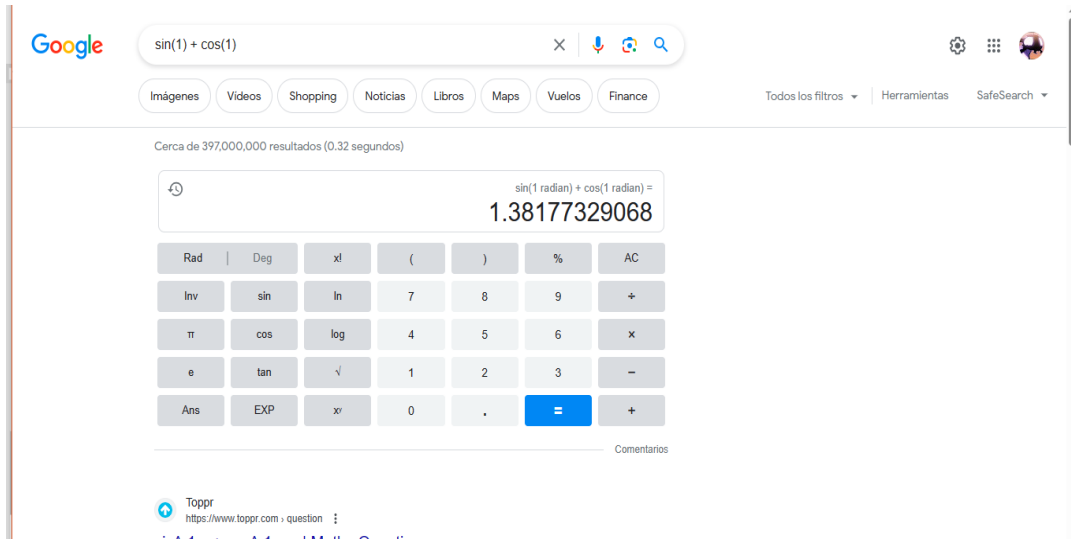 Google
sin(1) + cos(1)
Imágenes Videos Shopping Noticias Libros Maps Vuelos Finance Todos los filtros Herramientas SafeSearch
Cerca de 397,000,000 resultados (0.32 segundos)
sin(1 radian) + cos(1 radian) =
1.38177329068
Rad | Deg x! ( ) % AC
Inv sin ln 7 8 9 ÷
π cos log 4 5 6 ×
e tan √ 1 2 3 −
Ans EXP xʸ 0 . = +
Comentarios
Toppr
https://www.toppr.com › question